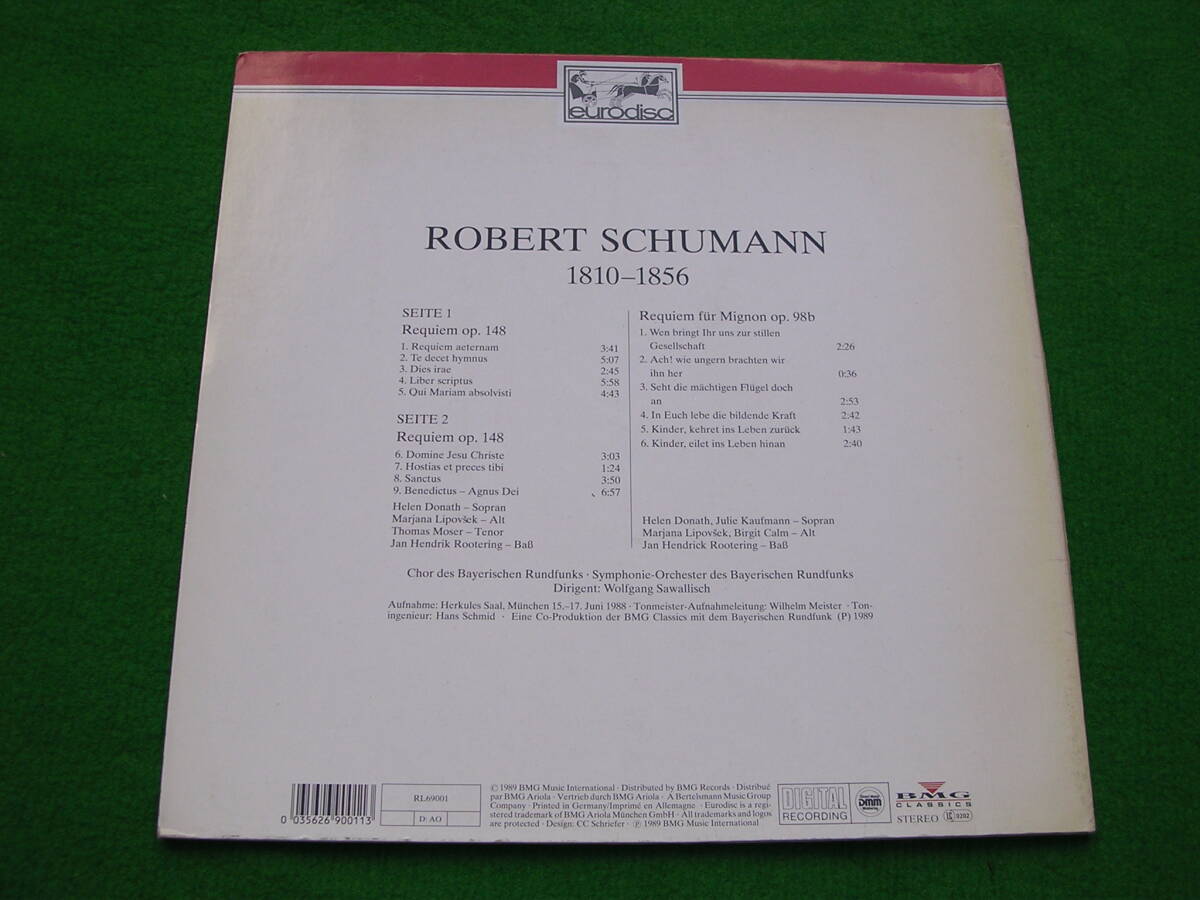 eurodisc
ROBERT SCHUMANN
1810–1856
SEITE 1
Requiem op. 148
1. Requiem aeternam 3:41
2. Te decet hymnus 5:07
3. Dies irae 2:45
4. Liber scriptus 5:58
5. Qui Mariam absolvisti 4:43
SEITE 2
Requiem op. 148
6. Domine Jesu Christe 3:03
7. Hostias et preces tibi 1:24
8. Sanctus 3:50
9. Benedictus – Agnus Dei 6:57
Helen Donath – Sopran
Marjana Lipovšek – Alt
Thomas Moser – Tenor
Jan Hendrik Rootering – Baß
Requiem für Mignon op. 98b
1. Wen bringt Ihr uns zur stillen
Gesellschaft 2:26
2. Ach! wie ungern brachten wir
ihn her 0:36
3. Seht die mächtigen Flügel doch
an 2:53
4. In Euch lebe die bildende Kraft 2:42
5. Kinder, kehret ins Leben zurück 1:43
6. Kinder, eilet ins Leben hinan 2:40
Helen Donath, Julie Kaufmann – Sopran
Marjana Lipovšek, Birgit Calm – Alt
Jan Hendrick Rootering – Baß
Chor des Bayerischen Rundfunks · Symphonie-Orchester des Bayerischen Rundfunks
Dirigent: Wolfgang Sawallisch
Aufnahme: Herkules Saal, München 15.–17. Juni 1988 · Tonmeister-Aufnahmeleitung: Wilhelm Meister · Ton-
ingenieur: Hans Schmid · Eine Co-Produktion der BMG Classics mit dem Bayerischen Rundfunk (P) 1989
0 035626 900113
RL69001
D: AO
© 1989 BMG Music International · Distributed by BMG Records · Distribué
par BMG Ariola · Vertrieb durch BMG Ariola · A Bertelsmann Music Group
Company · Printed in Germany/Imprimé en Allemagne · Eurodisc is a regi-
stered trademark of BMG Ariola München GmbH · All trademarks and logos
are protected · Design: CC Schriefer · ℗ 1989 BMG Music International
DIGITAL
RECORDING
DMM
BMG
CLASSICS
STEREO LC 0202